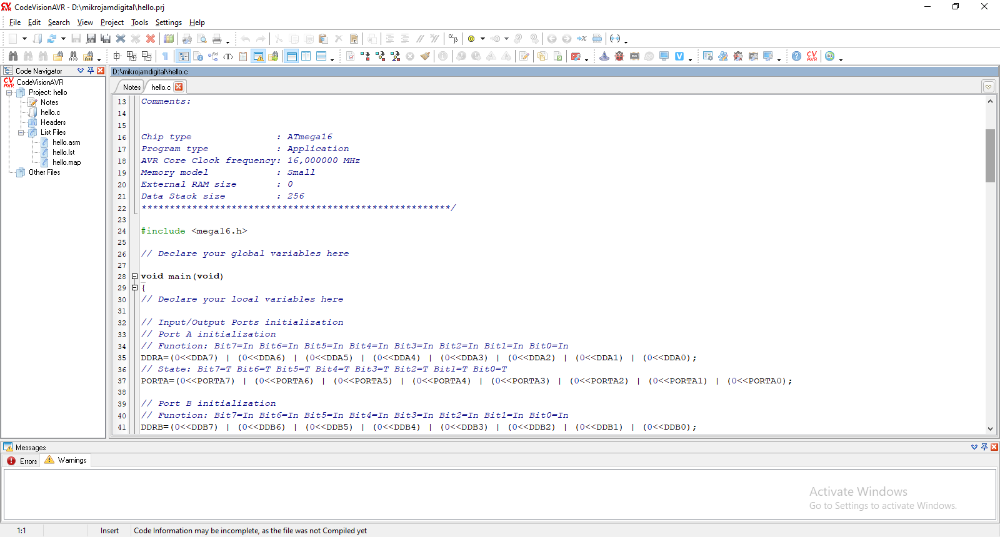 CodeVisionAVR - D:\mikrojamdigital\hello.prj
File Edit Search View Project Tools Settings Help
Code Navigator
CodeVisionAVR
Project: hello
Notes
hello.c
Headers
List Files
hello.asm
hello.lst
hello.map
Other Files
D:\mikrojamdigital\hello.c
Notes hello.c
13 Comments:
14
15
16 Chip type : ATmega16
17 Program type : Application
18 AVR Core Clock frequency: 16,000000 MHz
19 Memory model : Small
20 External RAM size : 0
21 Data Stack size : 256
22 *******************************************************/
23
24 #include <mega16.h>
25
26 // Declare your global variables here
27
28 void main(void)
29 {
30 // Declare your local variables here
31
32 // Input/Output Ports initialization
33 // Port A initialization
34 // Function: Bit7=In Bit6=In Bit5=In Bit4=In Bit3=In Bit2=In Bit1=In Bit0=In
35 DDRA=(0<<DDA7) | (0<<DDA6) | (0<<DDA5) | (0<<DDA4) | (0<<DDA3) | (0<<DDA2) | (0<<DDA1) | (0<<DDA0);
36 // State: Bit7=T Bit6=T Bit5=T Bit4=T Bit3=T Bit2=T Bit1=T Bit0=T
37 PORTA=(0<<PORTA7) | (0<<PORTA6) | (0<<PORTA5) | (0<<PORTA4) | (0<<PORTA3) | (0<<PORTA2) | (0<<PORTA1) | (0<<PORTA0);
38
39 // Port B initialization
40 // Function: Bit7=In Bit6=In Bit5=In Bit4=In Bit3=In Bit2=In Bit1=In Bit0=In
41 DDRB=(0<<DDB7) | (0<<DDB6) | (0<<DDB5) | (0<<DDB4) | (0<<DDB3) | (0<<DDB2) | (0<<DDB1) | (0<<DDB0);
Messages
Errors Warnings
Activate Windows
Go to Settings to activate Windows.
1:1 Insert Code Information may be incomplete, as the file was not Compiled yet